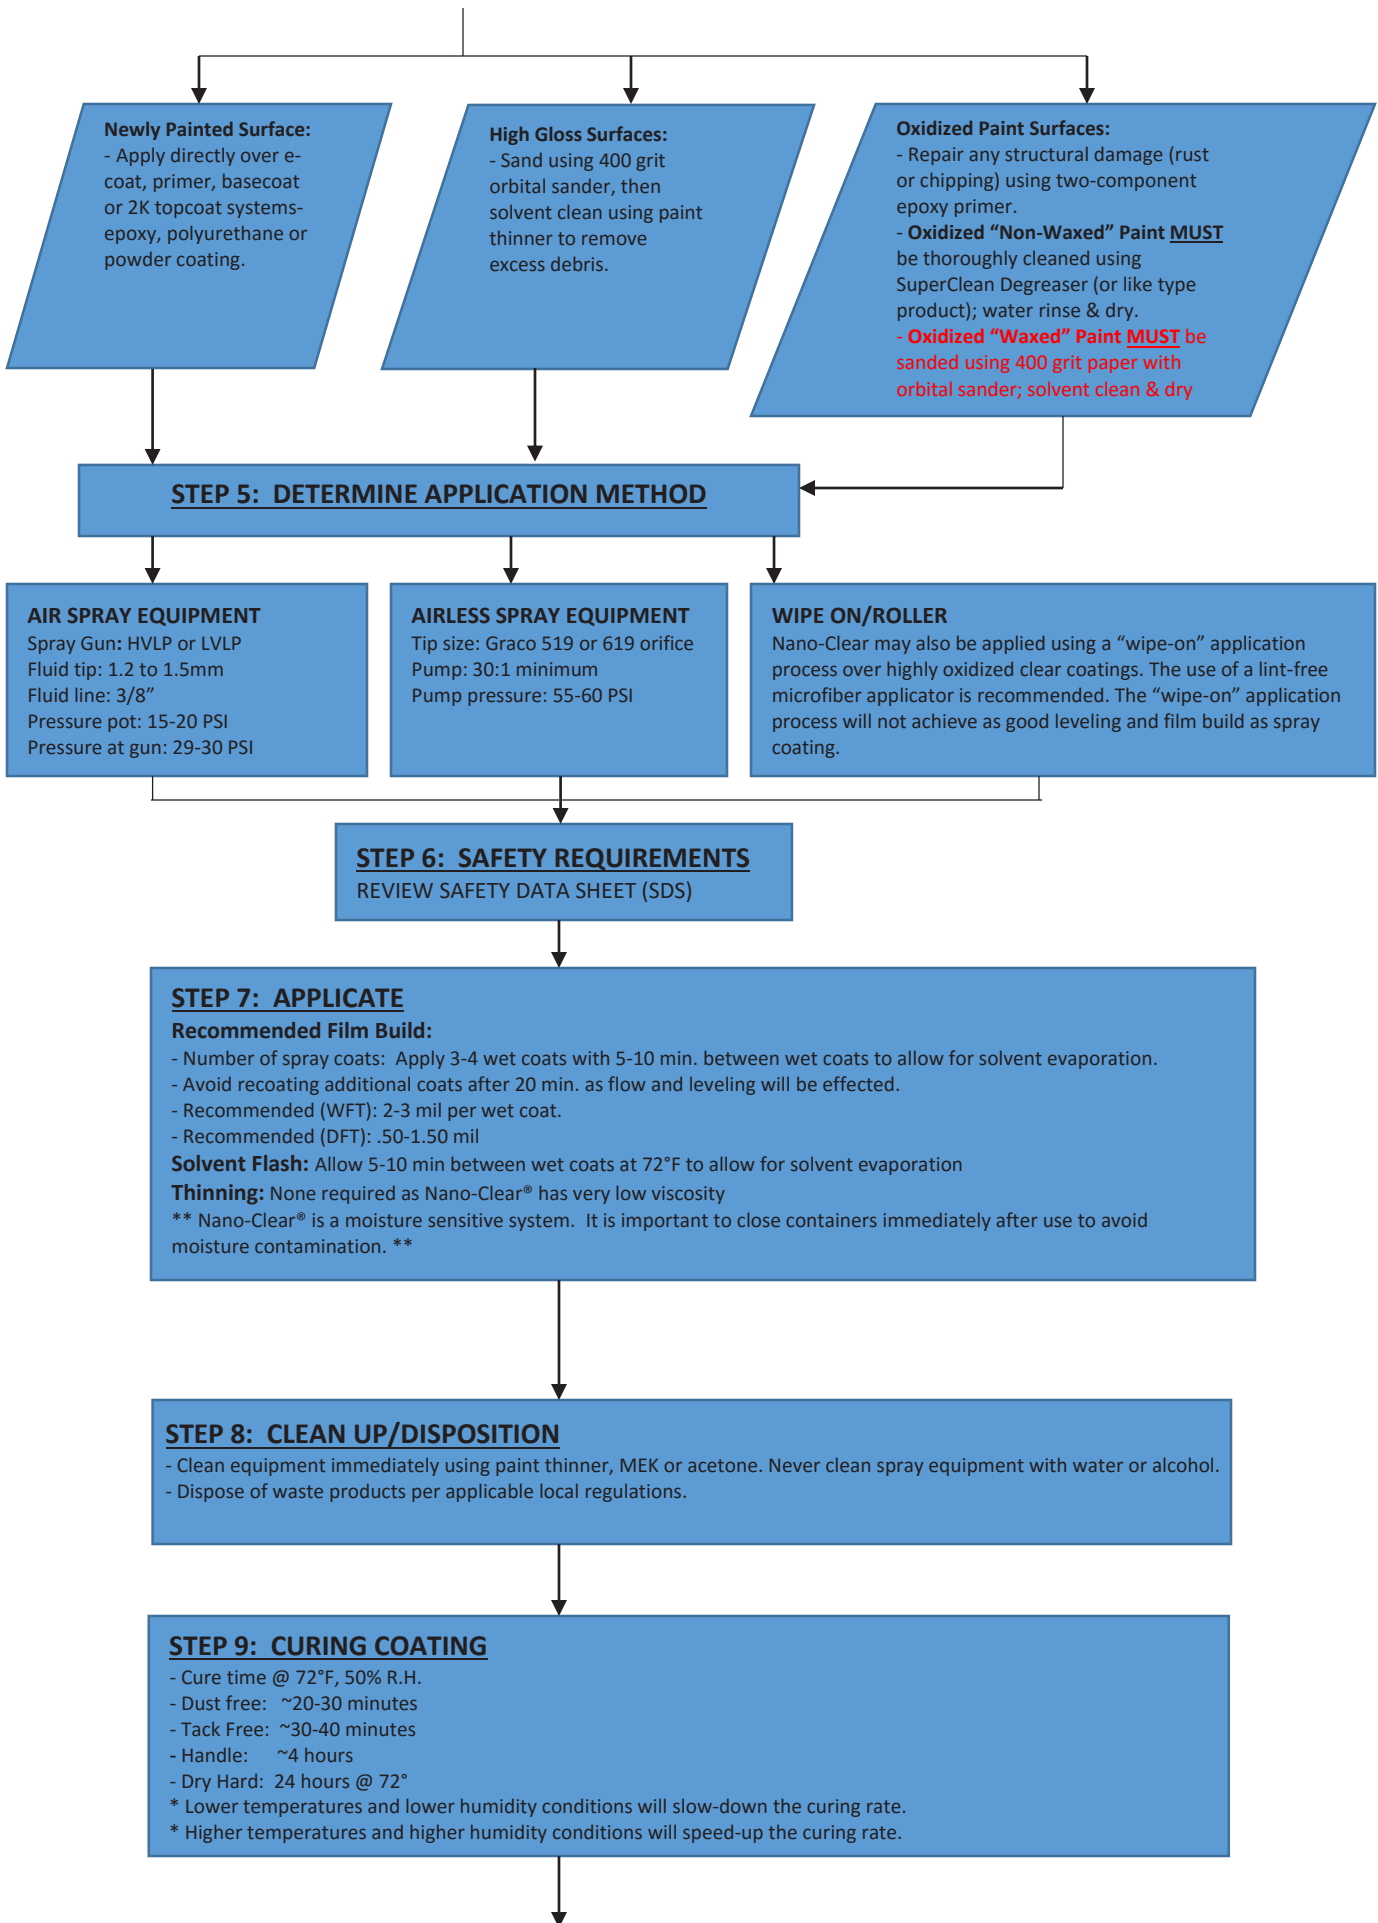 Newly Painted Surface:
- Apply directly over e-
coat, primer, basecoat
or 2K topcoat systems-
epoxy, polyurethane or
powder coating.
High Gloss Surfaces:
- Sand using 400 grit
orbital sander, then
solvent clean using paint
thinner to remove
excess debris.
Oxidized Paint Surfaces:
- Repair any structural damage (rust
or chipping) using two-component
epoxy primer.
- Oxidized “Non-Waxed” Paint MUST
be thoroughly cleaned using
SuperClean Degreaser (or like type
product); water rinse & dry.
- Oxidized “Waxed” Paint MUST be
sanded using 400 grit paper with
orbital sander; solvent clean & dry
STEP 5:  DETERMINE APPLICATION METHOD
AIR SPRAY EQUIPMENT
Spray Gun: HVLP or LVLP
Fluid tip: 1.2 to 1.5mm
Fluid line: 3/8”
Pressure pot: 15-20 PSI
Pressure at gun: 29-30 PSI
AIRLESS SPRAY EQUIPMENT
Tip size: Graco 519 or 619 orifice
Pump: 30:1 minimum
Pump pressure: 55-60 PSI
WIPE ON/ROLLER
Nano-Clear may also be applied using a “wipe-on” application
process over highly oxidized clear coatings. The use of a lint-free
microfiber applicator is recommended. The “wipe-on” application
process will not achieve as good leveling and film build as spray
coating.
STEP 6:  SAFETY REQUIREMENTS
REVIEW SAFETY DATA SHEET (SDS)
STEP 7:  APPLICATE
Recommended Film Build:
- Number of spray coats:  Apply 3-4 wet coats with 5-10 min. between wet coats to allow for solvent evaporation.
- Avoid recoating additional coats after 20 min. as flow and leveling will be effected.
- Recommended (WFT): 2-3 mil per wet coat.
- Recommended (DFT): .50-1.50 mil
Solvent Flash: Allow 5-10 min between wet coats at 72°F to allow for solvent evaporation
Thinning: None required as Nano-Clear® has very low viscosity
** Nano-Clear® is a moisture sensitive system.  It is important to close containers immediately after use to avoid
moisture contamination. **
STEP 8:  CLEAN UP/DISPOSITION
- Clean equipment immediately using paint thinner, MEK or acetone. Never clean spray equipment with water or alcohol.
- Dispose of waste products per applicable local regulations.
STEP 9:  CURING COATING
- Cure time @ 72°F, 50% R.H.
- Dust free:   ~20-30 minutes
- Tack Free:  ~30-40 minutes
- Handle:     ~4 hours
- Dry Hard:  24 hours @ 72°
* Lower temperatures and lower humidity conditions will slow-down the curing rate.
* Higher temperatures and higher humidity conditions will speed-up the curing rate.